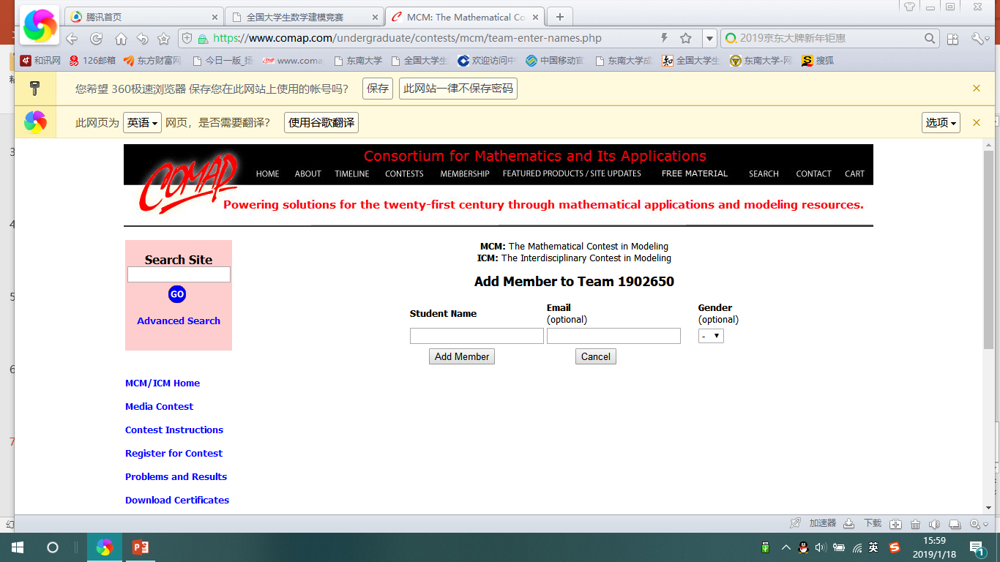 腾讯首页
全国大学生数学建模竞赛
MCM: The Mathematical Co
https://www.comap.com/undergraduate/contests/mcm/team-enter-names.php
2019京东大牌新年钜惠
和讯网
126邮箱
东方财富网
今日一版_扬
www.coma
东南大学
全国大学生
欢迎访问中
中国移动官
东南大学成
全国大学生
东南大学-网
搜狐
您希望 360极速浏览器 保存您在此网站上使用的帐号吗？
保存
此网站一律不保存密码
此网页为 英语 网页，是否需要翻译？
使用谷歌翻译
选项
Consortium for Mathematics and Its Applications
COMAP
HOME ABOUT TIMELINE CONTESTS MEMBERSHIP FEATURED PRODUCTS / SITE UPDATES FREE MATERIAL SEARCH CONTACT CART
Powering solutions for the twenty-first century through mathematical applications and modeling resources.
3
4
5
6
7
Search Site
GO
Advanced Search
MCM: The Mathematical Contest in Modeling
ICM: The Interdisciplinary Contest in Modeling
Add Member to Team 1902650
Student Name
Email
(optional)
Gender
(optional)
-
Add Member
Cancel
MCM/ICM Home
Media Contest
Contest Instructions
Register for Contest
Problems and Results
Download Certificates
加速器
下载
英
15:59
2019/1/18
1